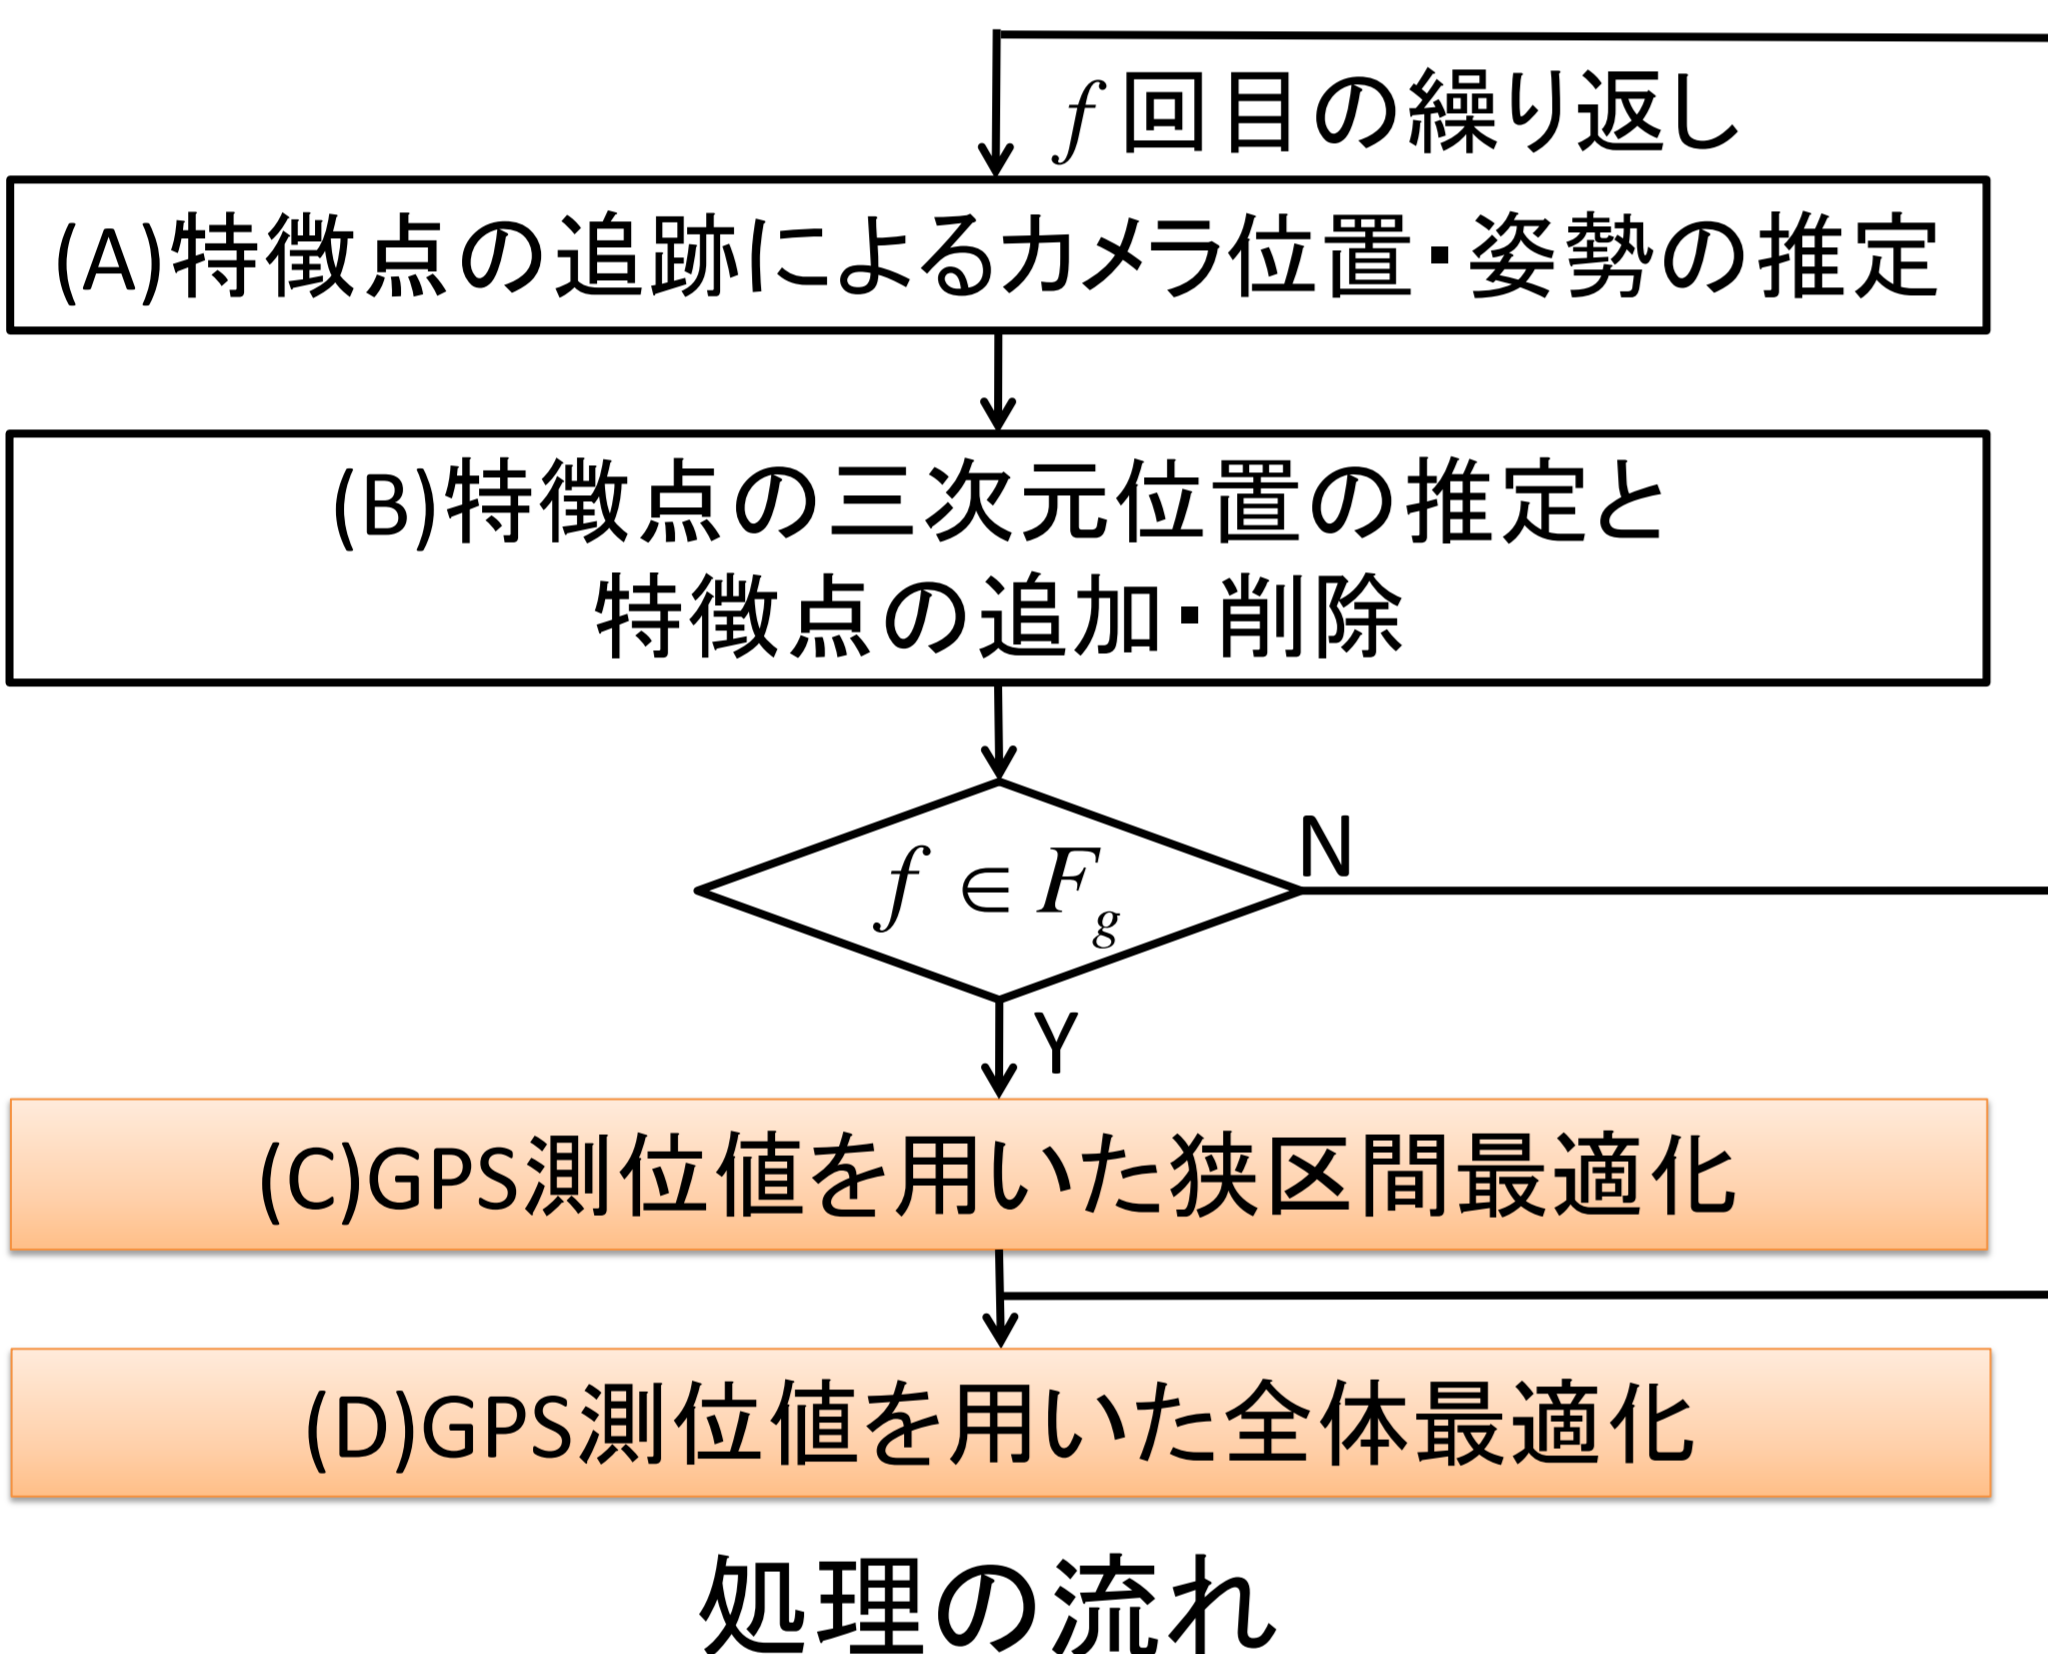 f 回目の繰り返し
(A)特徴点の追跡によるカメラ位置・姿勢の推定
(B)特徴点の三次元位置の推定と
特徴点の追加・削除
f ∈ F_g
N
Y
(C)GPS測位値を用いた狭区間最適化
(D)GPS測位値を用いた全体最適化
処理の流れ